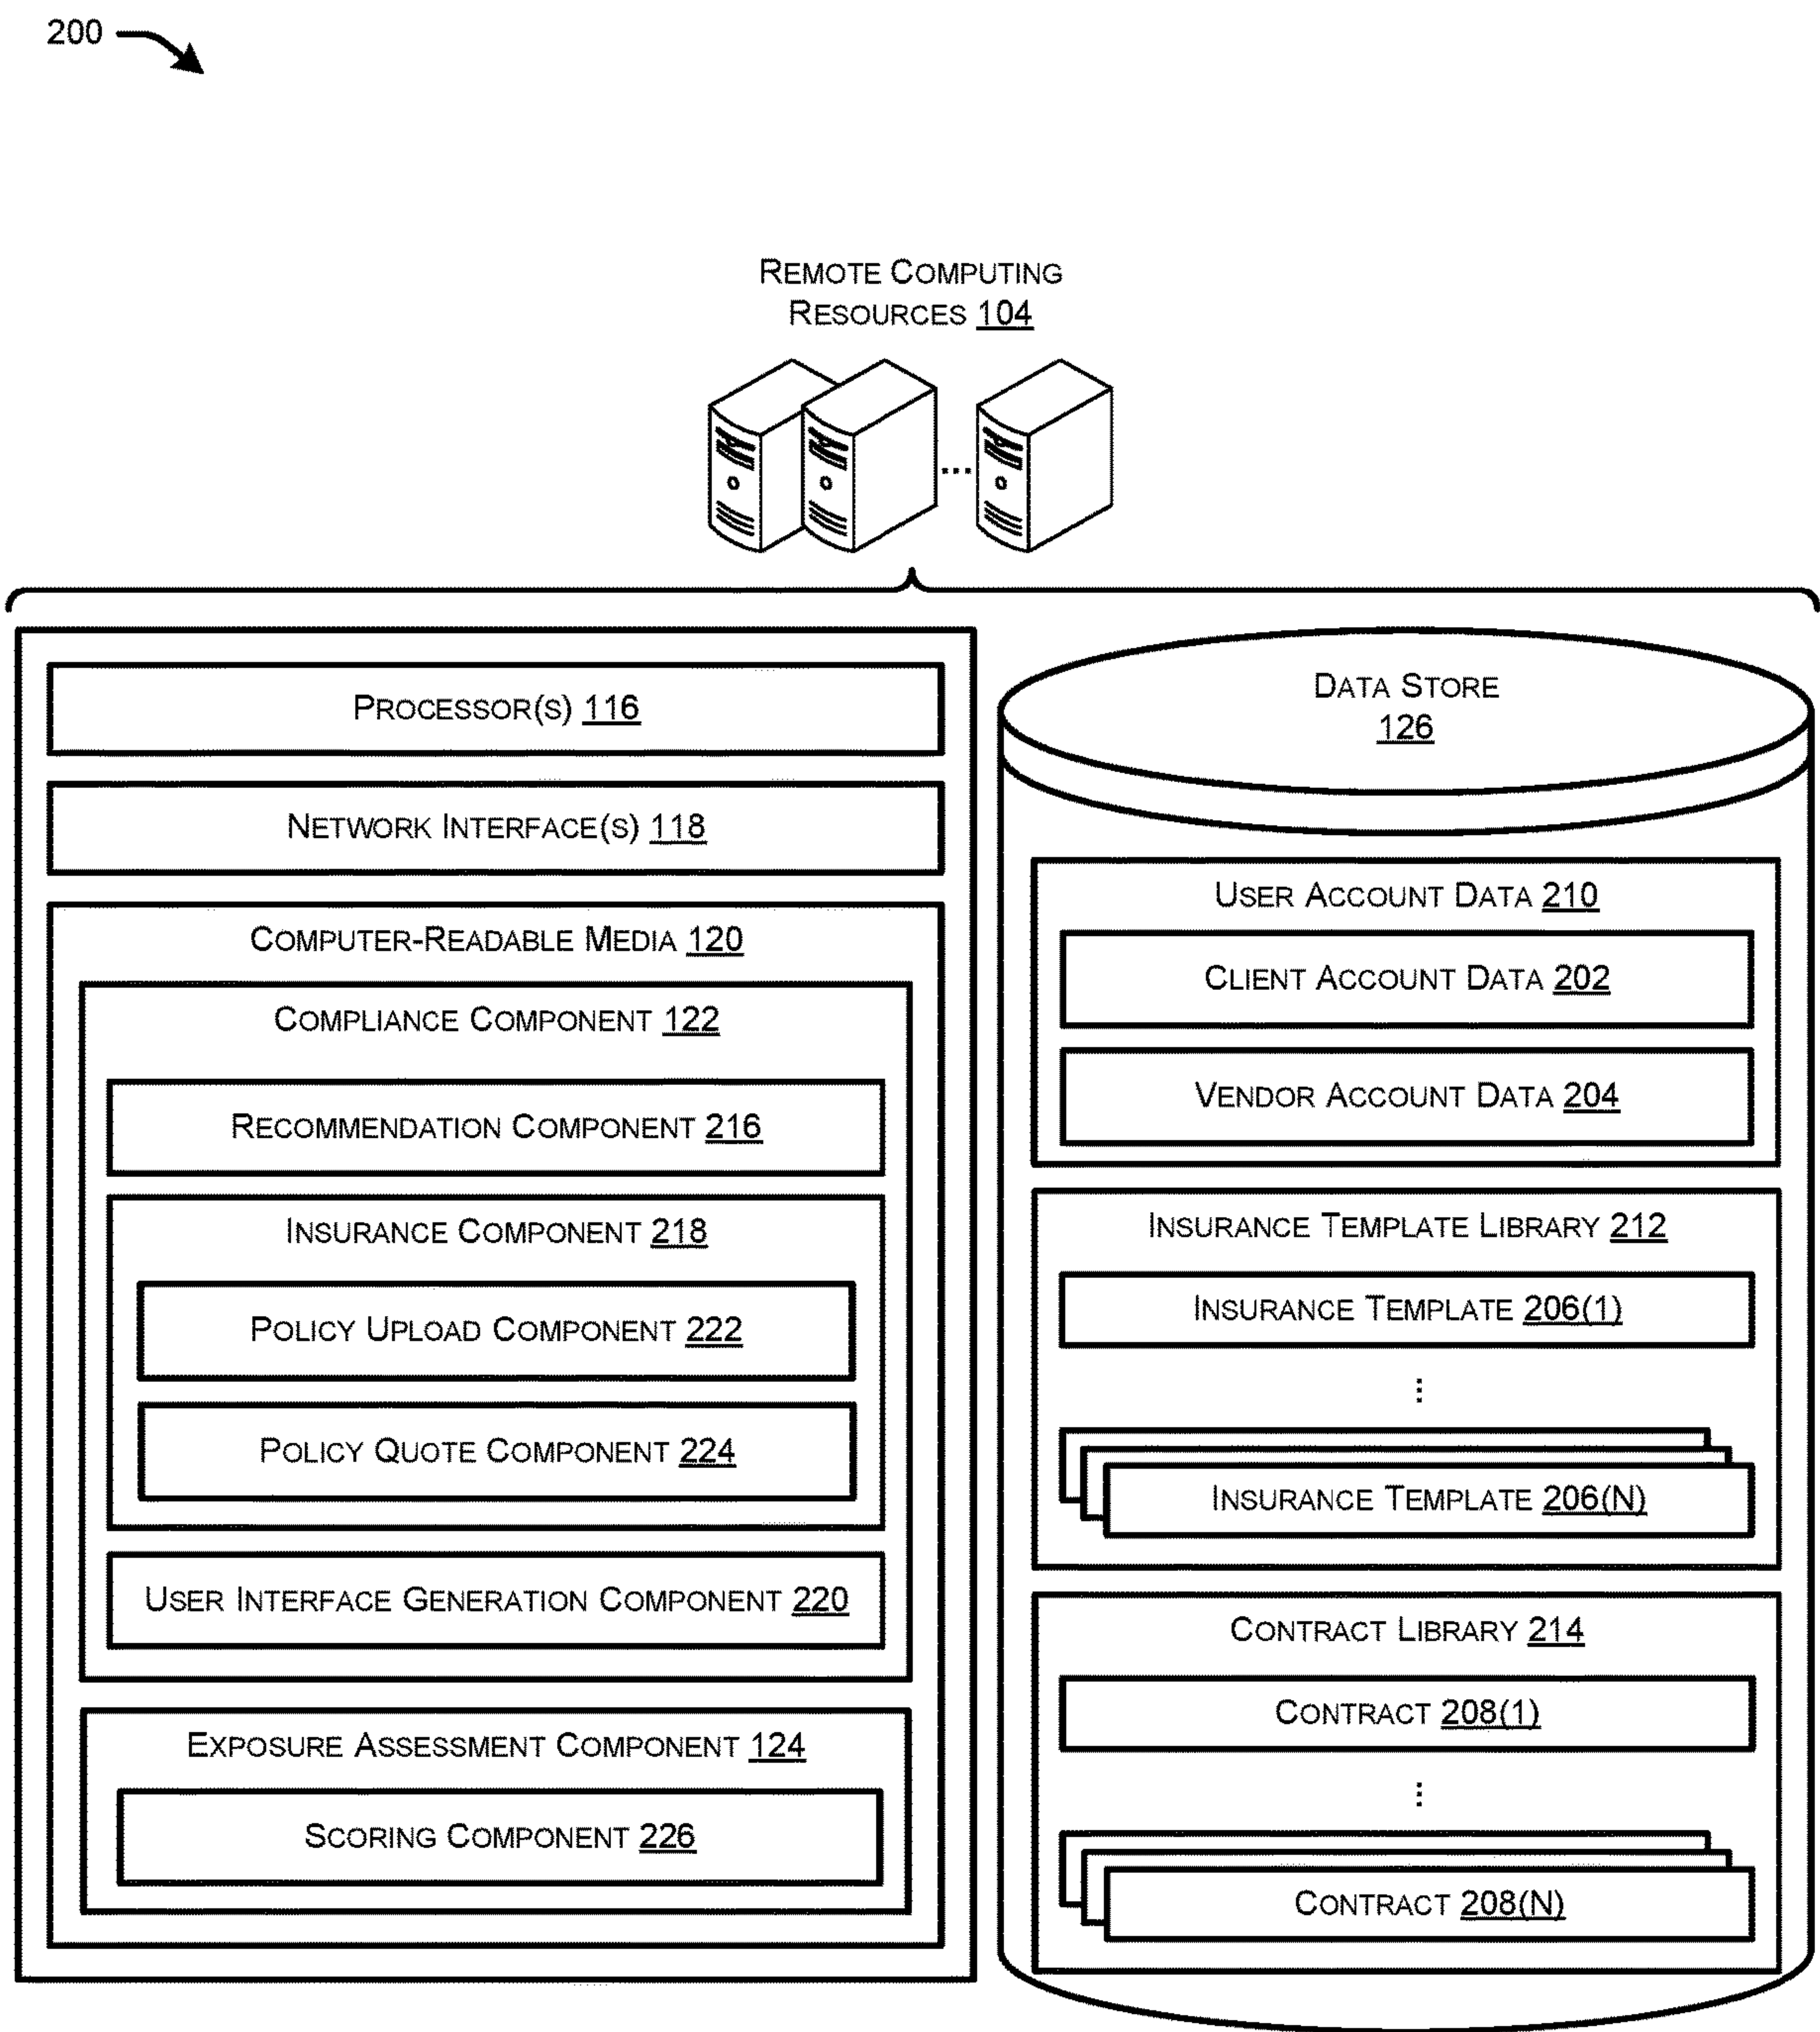 200
REMOTE COMPUTING
RESOURCES 104
PROCESSOR(S) 116
NETWORK INTERFACE(S) 118
COMPUTER-READABLE MEDIA 120
COMPLIANCE COMPONENT 122
RECOMMENDATION COMPONENT 216
INSURANCE COMPONENT 218
POLICY UPLOAD COMPONENT 222
POLICY QUOTE COMPONENT 224
USER INTERFACE GENERATION COMPONENT 220
EXPOSURE ASSESSMENT COMPONENT 124
SCORING COMPONENT 226
DATA STORE
126
USER ACCOUNT DATA 210
CLIENT ACCOUNT DATA 202
VENDOR ACCOUNT DATA 204
INSURANCE TEMPLATE LIBRARY 212
INSURANCE TEMPLATE 206(1)
INSURANCE TEMPLATE 206(N)
CONTRACT LIBRARY 214
CONTRACT 208(1)
CONTRACT 208(N)